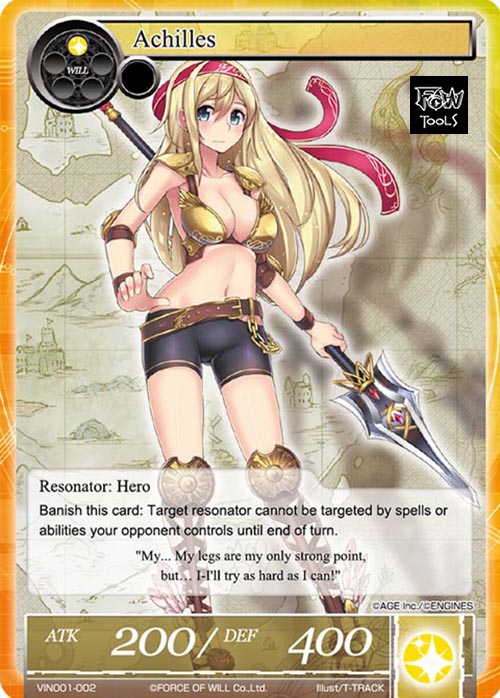 Achilles
WILL
FOW
TOOLS
Resonator: Hero
Banish this card: Target resonator cannot be targeted by spells or
abilities your opponent controls until end of turn.
"My... My legs are my only strong point,
but... I-I'll try as hard as I can!"
©AGE Inc./©ENGINES
ATK 200/ DEF 400
VIN001-002 ©FORCE OF WILL Co.,Ltd. Illust/T-TRACK